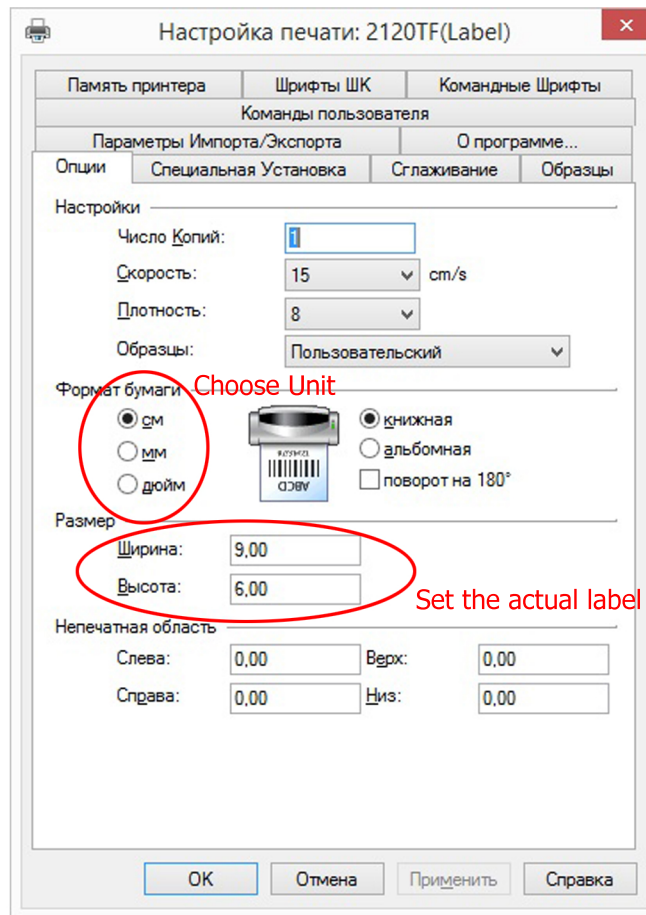 Настройка печати: 2120TF(Label)
Память принтера Шрифты ШК Командные Шрифты
Команды пользователя
Параметры Импорта/Экспорта О программе...
Опции Специальная Установка Сглаживание Образцы
Настройки
Число Копий: 1
Скорость: 15 cm/s
Плотность: 8
Образцы: Пользовательский
Формат бумаги Choose Unit
см книжная
мм альбомная
дюйм поворот на 180°
ABCD
Размер
Ширина: 9,00
Высота: 6,00
Set the actual label
Непечатная область
Слева: 0,00 Верх: 0,00
Справа: 0,00 Низ: 0,00
OK Отмена Применить Справка